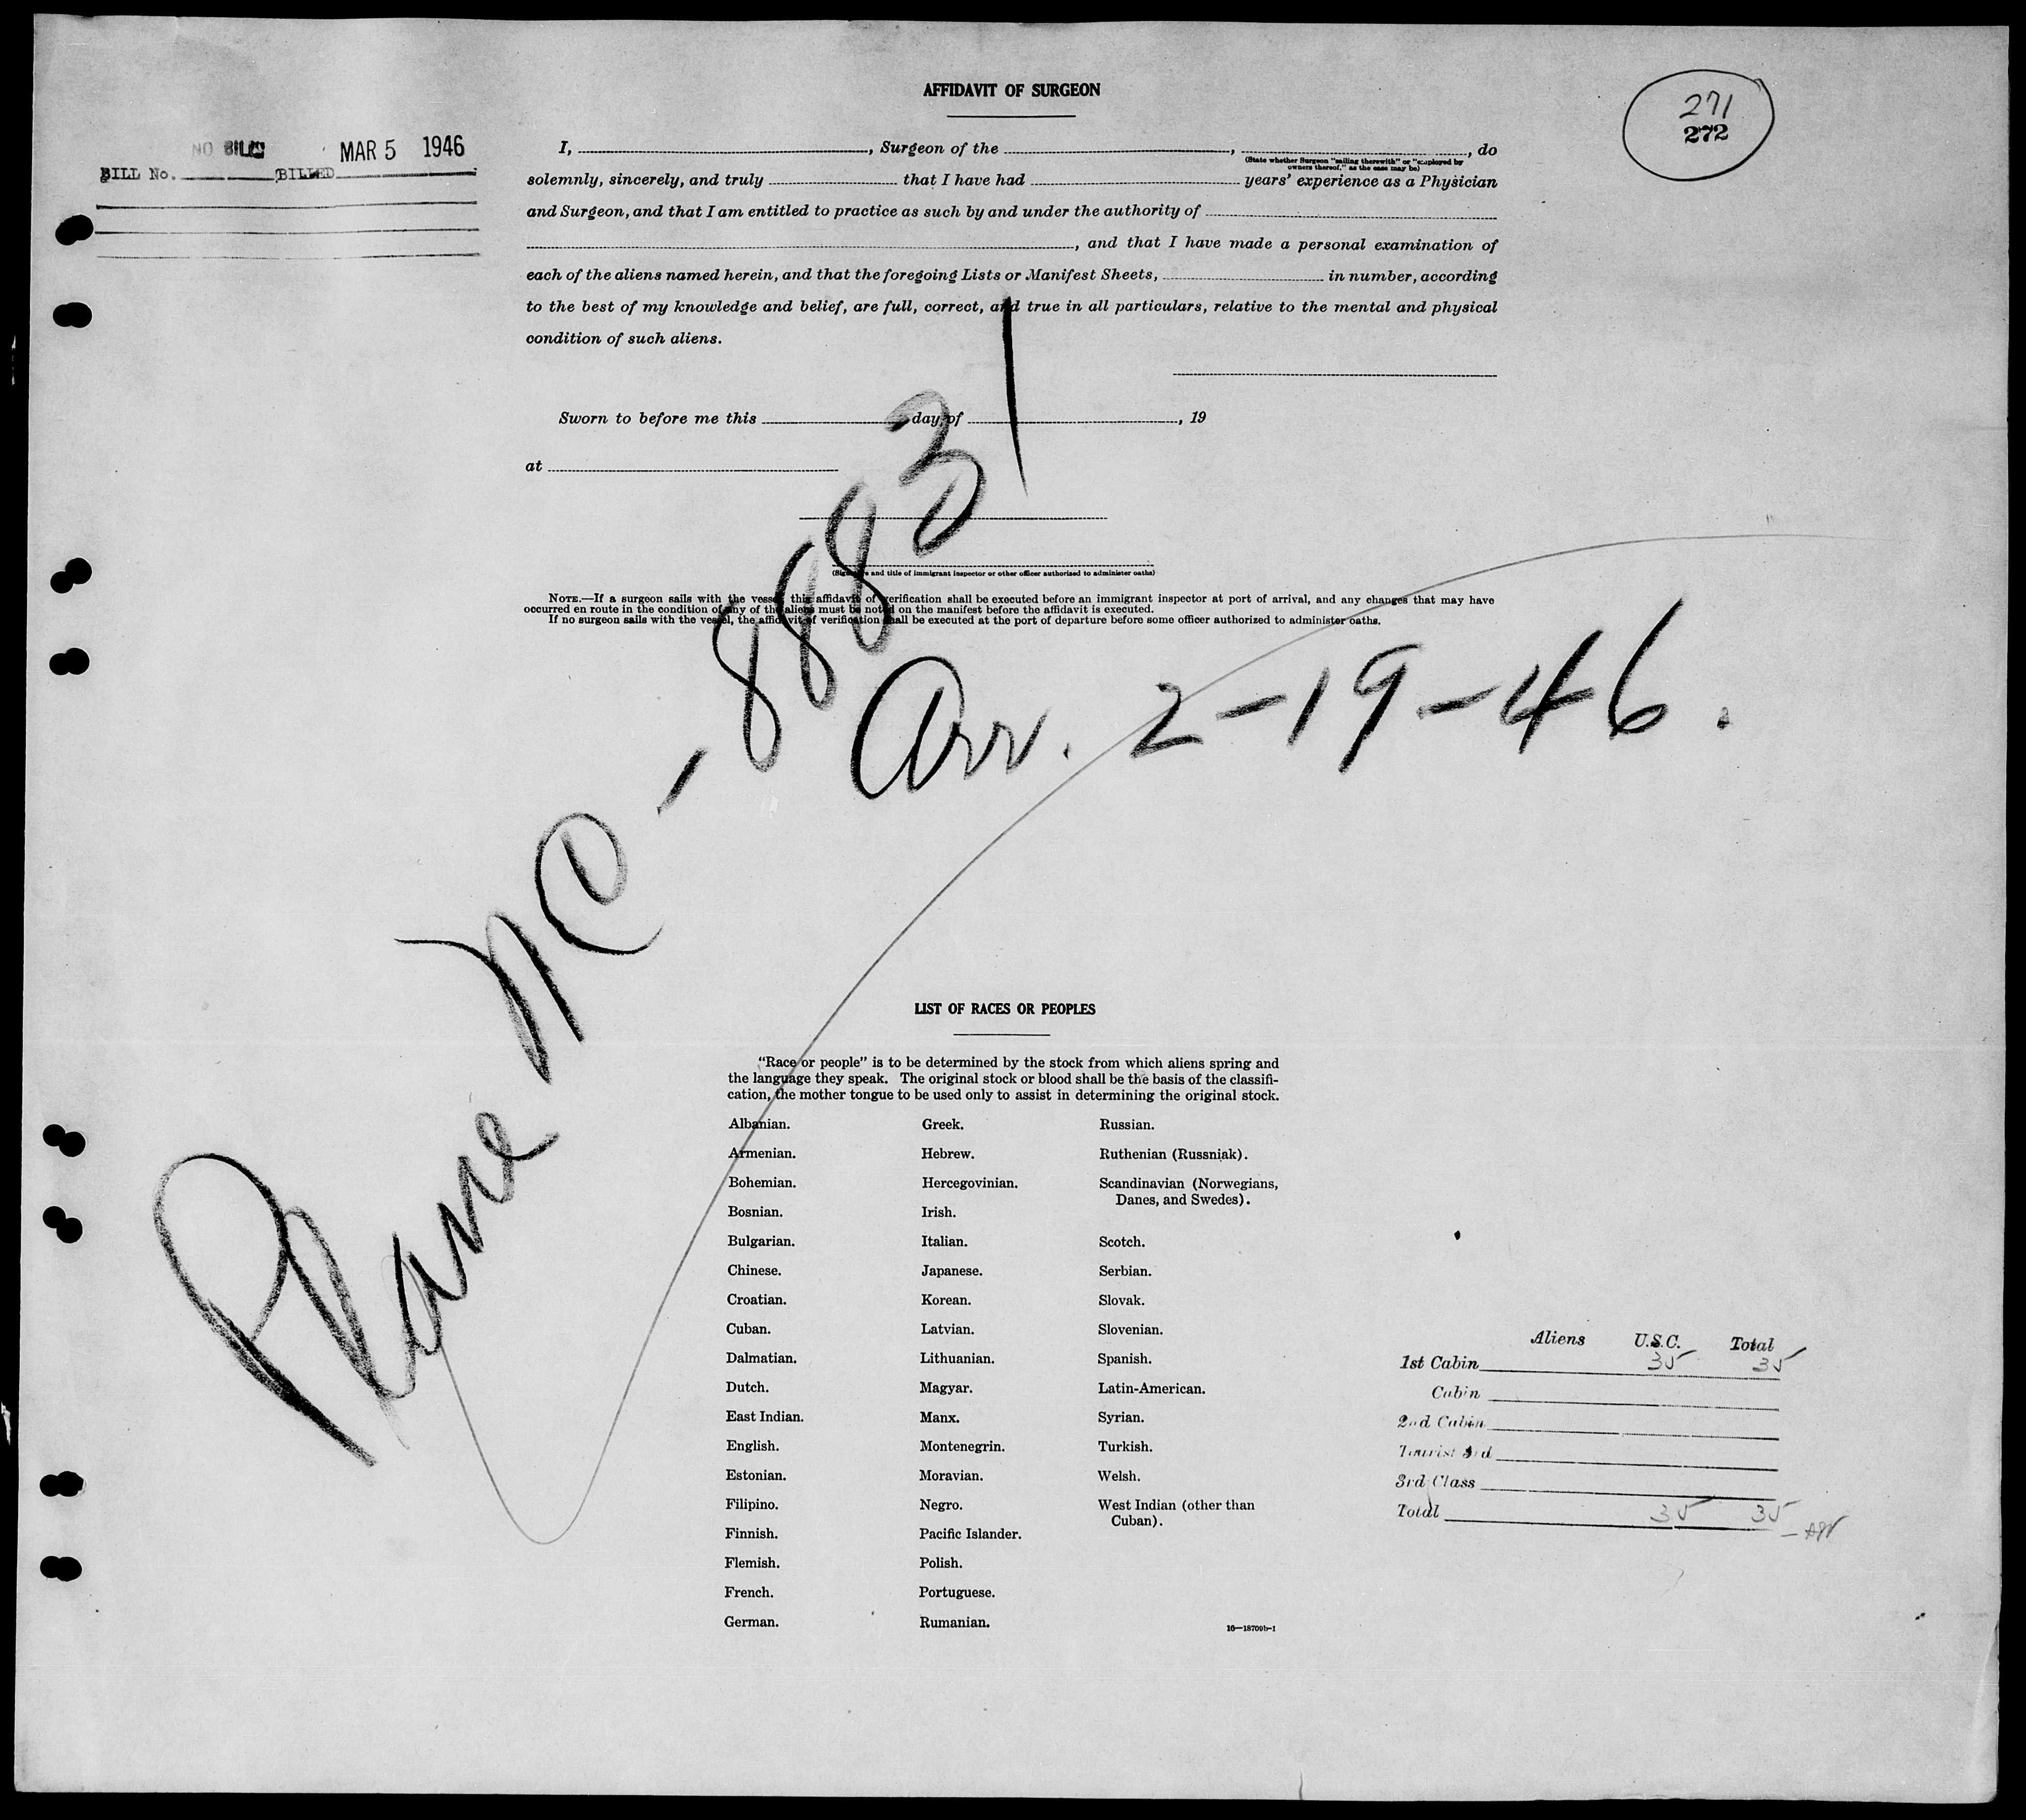 AFFIDAVIT OF SURGEON
271
272
NO BILL MAR 5 1946
BILL No. BILLED
I, , Surgeon of the , , do
(State whether Surgeon "sailing therewith" or "employed by
owners thereof," as the case may be)
solemnly, sincerely, and truly that I have had years' experience as a Physician
and Surgeon, and that I am entitled to practice as such by and under the authority of
, and that I have made a personal examination of
each of the aliens named herein, and that the foregoing Lists or Manifest Sheets, in number, according
to the best of my knowledge and belief, are full, correct, and true in all particulars, relative to the mental and physical
condition of such aliens.
Sworn to before me this day of , 19
at
(Signature and title of immigrant inspector or other officer authorized to administer oaths)
NOTE.—If a surgeon sails with the vessel, this affidavit of verification shall be executed before an immigrant inspector at port of arrival, and any changes that may have
occurred en route in the condition of any of the aliens must be noted on the manifest before the affidavit is executed.
If no surgeon sails with the vessel, the affidavit of verification shall be executed at the port of departure before some officer authorized to administer oaths.
Plane NC - 88831
Arr. 2-19-46.
LIST OF RACES OR PEOPLES
"Race or people" is to be determined by the stock from which aliens spring and
the language they speak. The original stock or blood shall be the basis of the classifi-
cation, the mother tongue to be used only to assist in determining the original stock.
Albanian.
Armenian.
Bohemian.
Bosnian.
Bulgarian.
Chinese.
Croatian.
Cuban.
Dalmatian.
Dutch.
East Indian.
English.
Estonian.
Filipino.
Finnish.
Flemish.
French.
German.
Greek.
Hebrew.
Hercegovinian.
Irish.
Italian.
Japanese.
Korean.
Latvian.
Lithuanian.
Magyar.
Manx.
Montenegrin.
Moravian.
Negro.
Pacific Islander.
Polish.
Portuguese.
Rumanian.
Russian.
Ruthenian (Russniak).
Scandinavian (Norwegians,
Danes, and Swedes).
Scotch.
Serbian.
Slovak.
Slovenian.
Spanish.
Latin-American.
Syrian.
Turkish.
Welsh.
West Indian (other than
Cuban).
16—18709b-1
Aliens U.S.C. Total
1st Cabin 35 35
Cabin
2nd Cabin
Tourist 3rd
3rd Class
Total 35 35